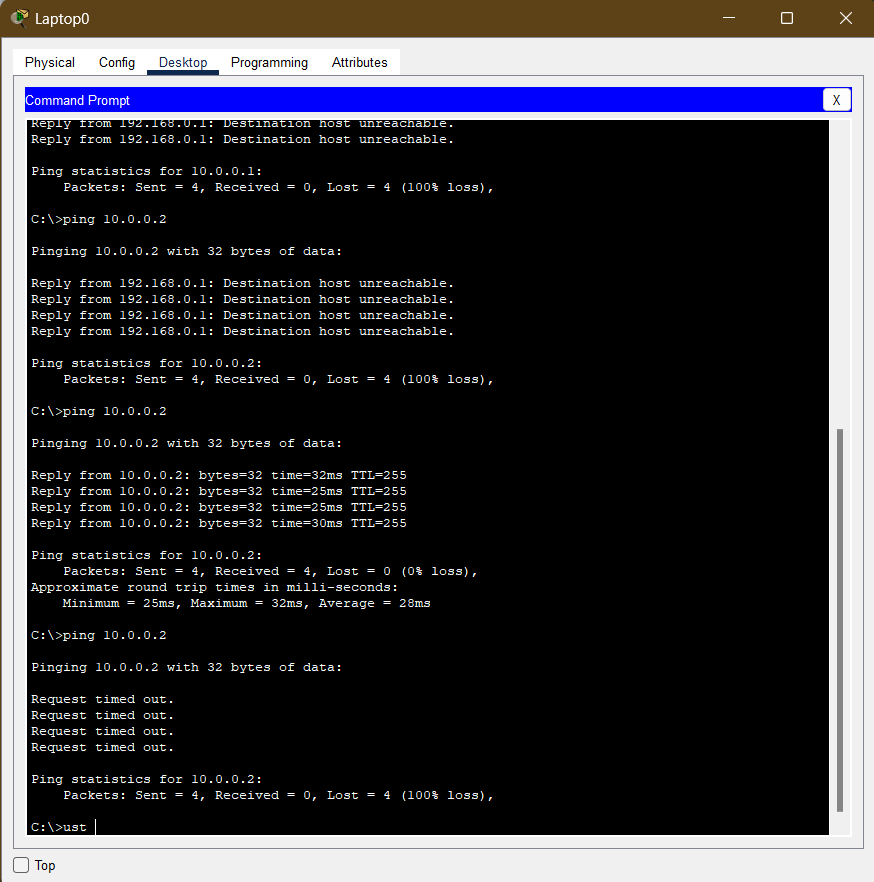 Laptop0
Physical Config Desktop Programming Attributes
Command Prompt X
Reply from 192.168.0.1: Destination host unreachable.
Reply from 192.168.0.1: Destination host unreachable.
Ping statistics for 10.0.0.1:
Packets: Sent = 4, Received = 0, Lost = 4 (100% loss),
C:\>ping 10.0.0.2
Pinging 10.0.0.2 with 32 bytes of data:
Reply from 192.168.0.1: Destination host unreachable.
Reply from 192.168.0.1: Destination host unreachable.
Reply from 192.168.0.1: Destination host unreachable.
Reply from 192.168.0.1: Destination host unreachable.
Ping statistics for 10.0.0.2:
Packets: Sent = 4, Received = 0, Lost = 4 (100% loss),
C:\>ping 10.0.0.2
Pinging 10.0.0.2 with 32 bytes of data:
Reply from 10.0.0.2: bytes=32 time=32ms TTL=255
Reply from 10.0.0.2: bytes=32 time=25ms TTL=255
Reply from 10.0.0.2: bytes=32 time=25ms TTL=255
Reply from 10.0.0.2: bytes=32 time=30ms TTL=255
Ping statistics for 10.0.0.2:
Packets: Sent = 4, Received = 4, Lost = 0 (0% loss),
Approximate round trip times in milli-seconds:
Minimum = 25ms, Maximum = 32ms, Average = 28ms
C:\>ping 10.0.0.2
Pinging 10.0.0.2 with 32 bytes of data:
Request timed out.
Request timed out.
Request timed out.
Request timed out.
Ping statistics for 10.0.0.2:
Packets: Sent = 4, Received = 0, Lost = 4 (100% loss),
C:\>ust
Top